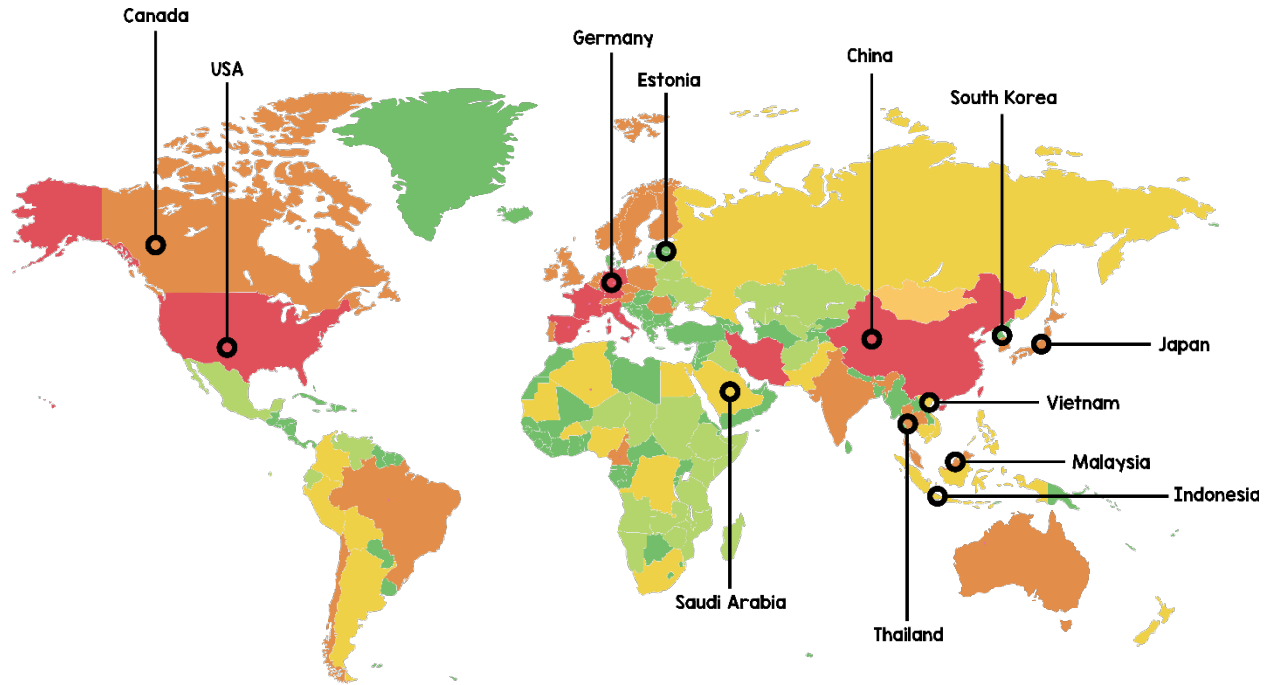 Canada
Germany
China
USA
Estonia
South Korea
Japan
Vietnam
Malaysia
Indonesia
Saudi Arabia
Thailand